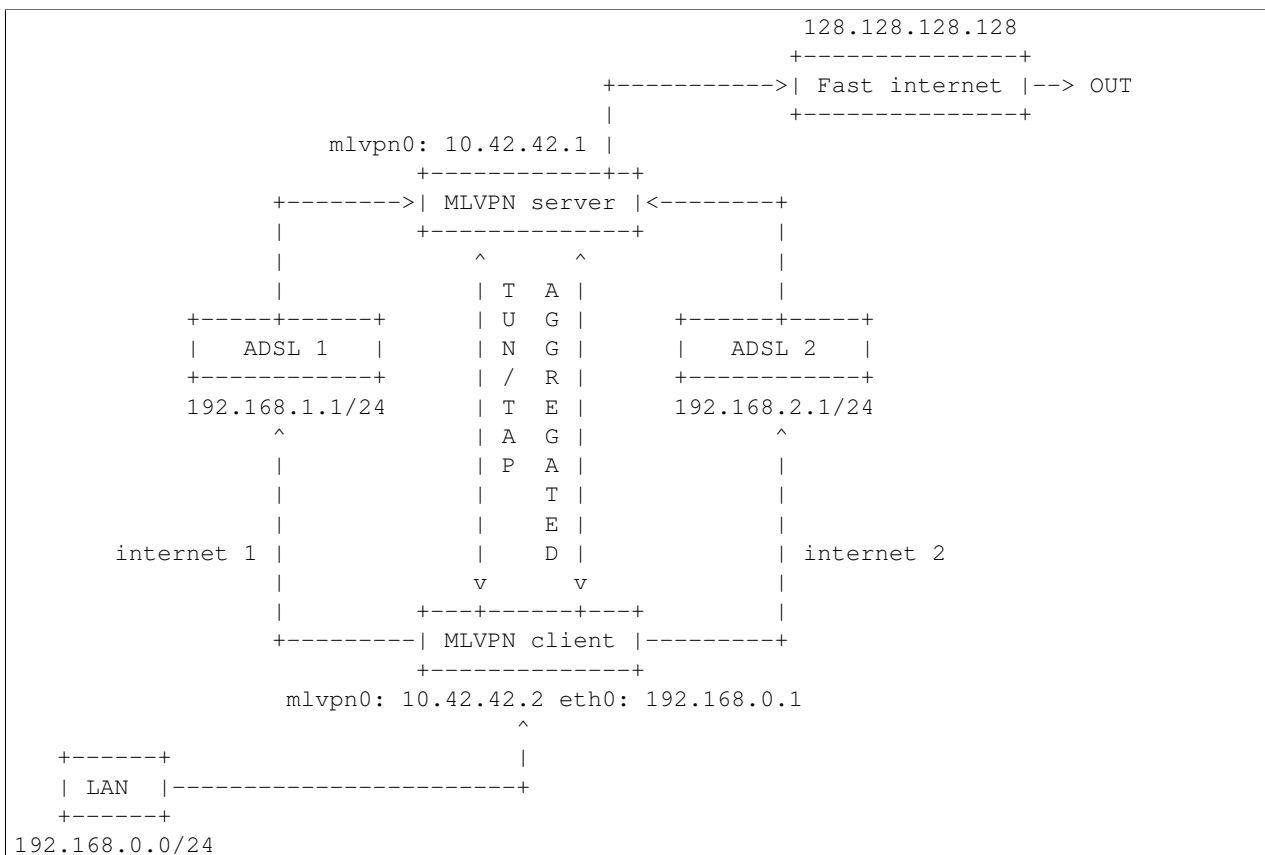 128.128.128.128
                                                                 +---------------+
                                                   +----------->| Fast internet |--> OUT
                                                   |            +---------------+
                           mlvpn0: 10.42.42.1 |
                                  +------------+-+
                      +-------->| MLVPN server |<--------+
                      |         +--------------+         |
                      |             ^      ^             |
                      |             | T  A |             |
               +-----+------+       | U  G |      +------+-----+
               |   ADSL 1   |       | N  G |      |   ADSL 2   |
               +------------+       | /  R |      +------------+
               192.168.1.1/24       | T  E |      192.168.2.1/24
                      ^             | A  G |             ^
                      |             | P  A |             |
                      |             |    T |             |
                      |             |    E |             |
           internet 1 |             |    D |             | internet 2
                      |             v      v             |
                      |         +---+------+---+         |
                      +---------| MLVPN client |---------+
                                +--------------+
                      mlvpn0: 10.42.42.2 eth0: 192.168.0.1
                                       ^
   +------+                            |
   | LAN  |------------------------+
   +------+
192.168.0.0/24